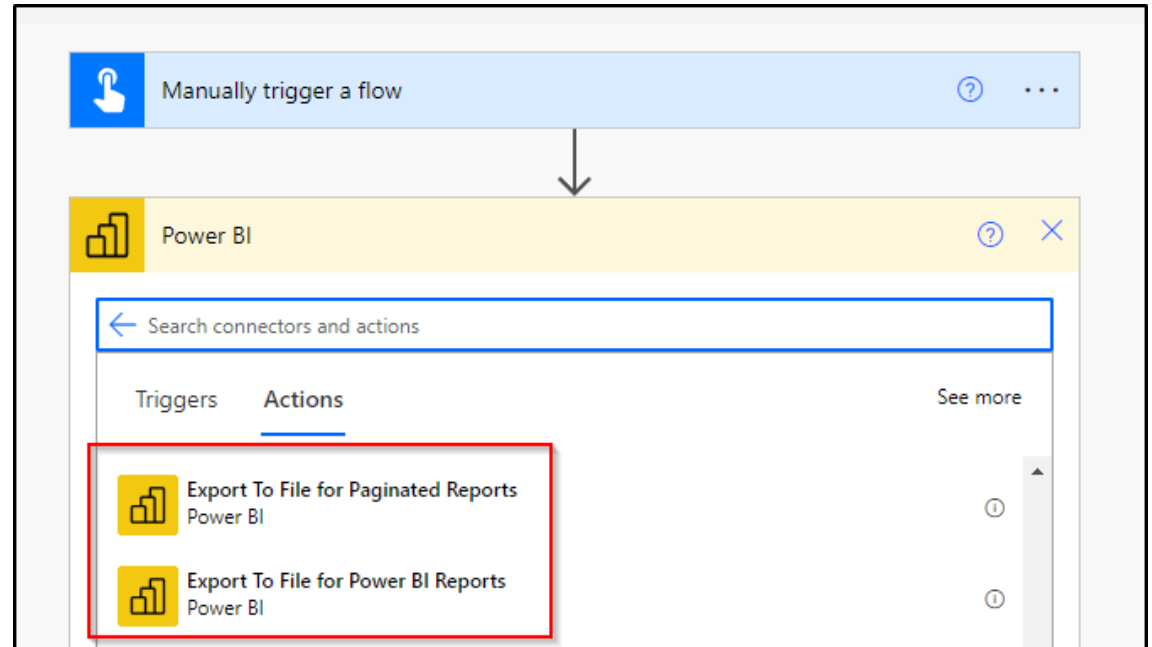 Manually trigger a flow
Power BI
Search connectors and actions
Triggers Actions See more
Export To File for Paginated Reports
Power BI
Export To File for Power BI Reports
Power BI